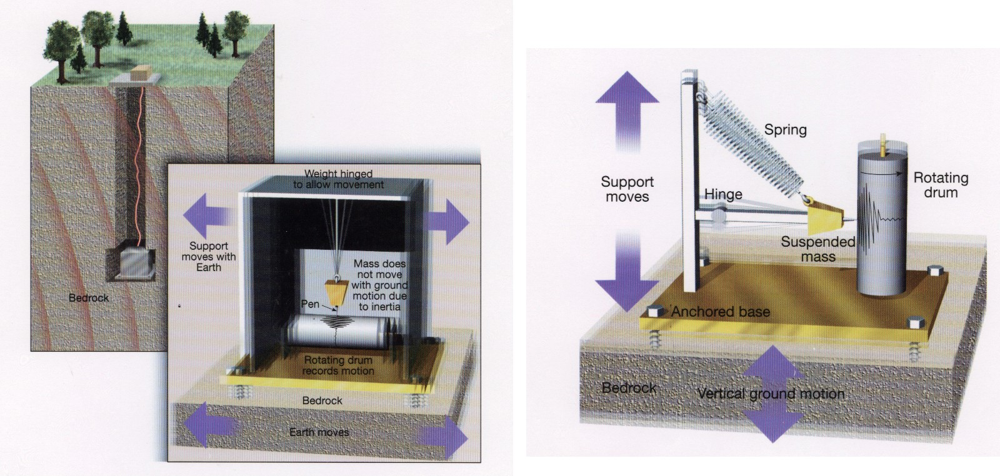 Bedrock
Weight hinged
to allow movement
Support
moves with
Earth
Mass does
not move
with ground
motion due
to inertia
Pen
Rotating drum
records motion
Bedrock
Earth moves
Spring
Support
moves
Hinge
Rotating
drum
Suspended
mass
Anchored base
Bedrock
Vertical ground motion